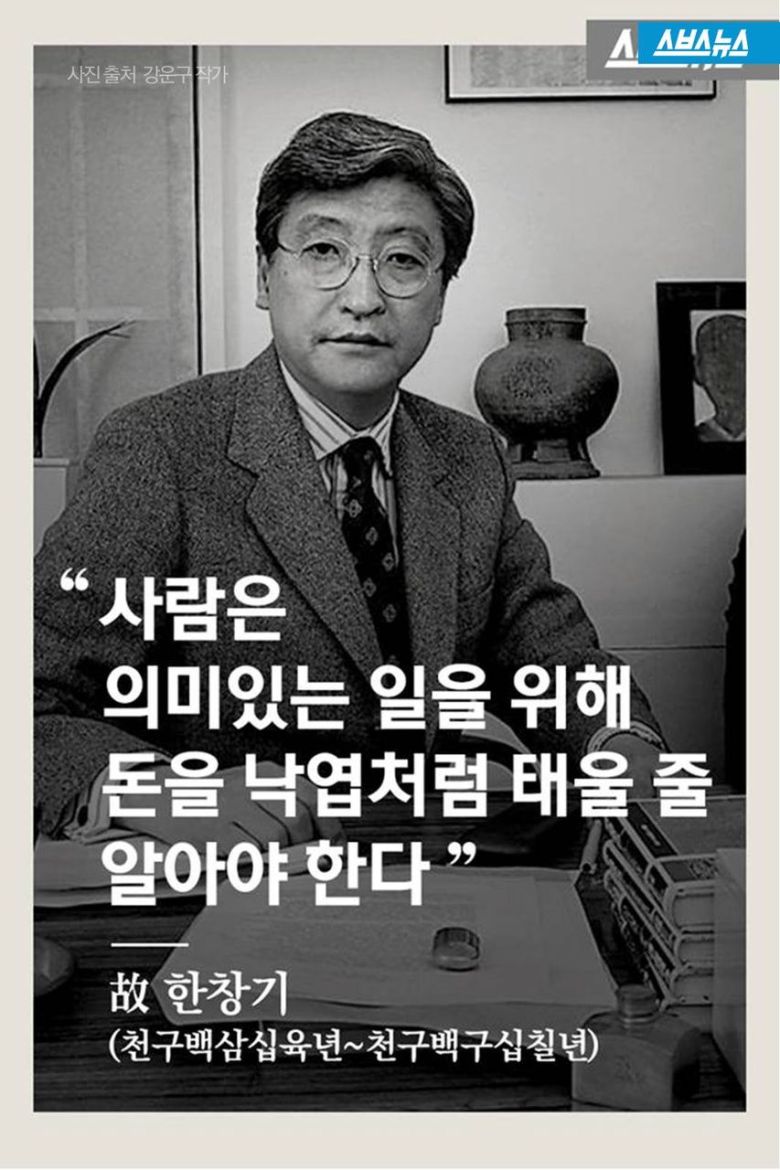 스브스뉴스
사진 출처 강운구 작가
“ 사람은
의미있는 일을 위해
돈을 낙엽처럼 태울 줄
알아야 한다 ”
故 한창기
(천구백삼십육년~천구백구십칠년)